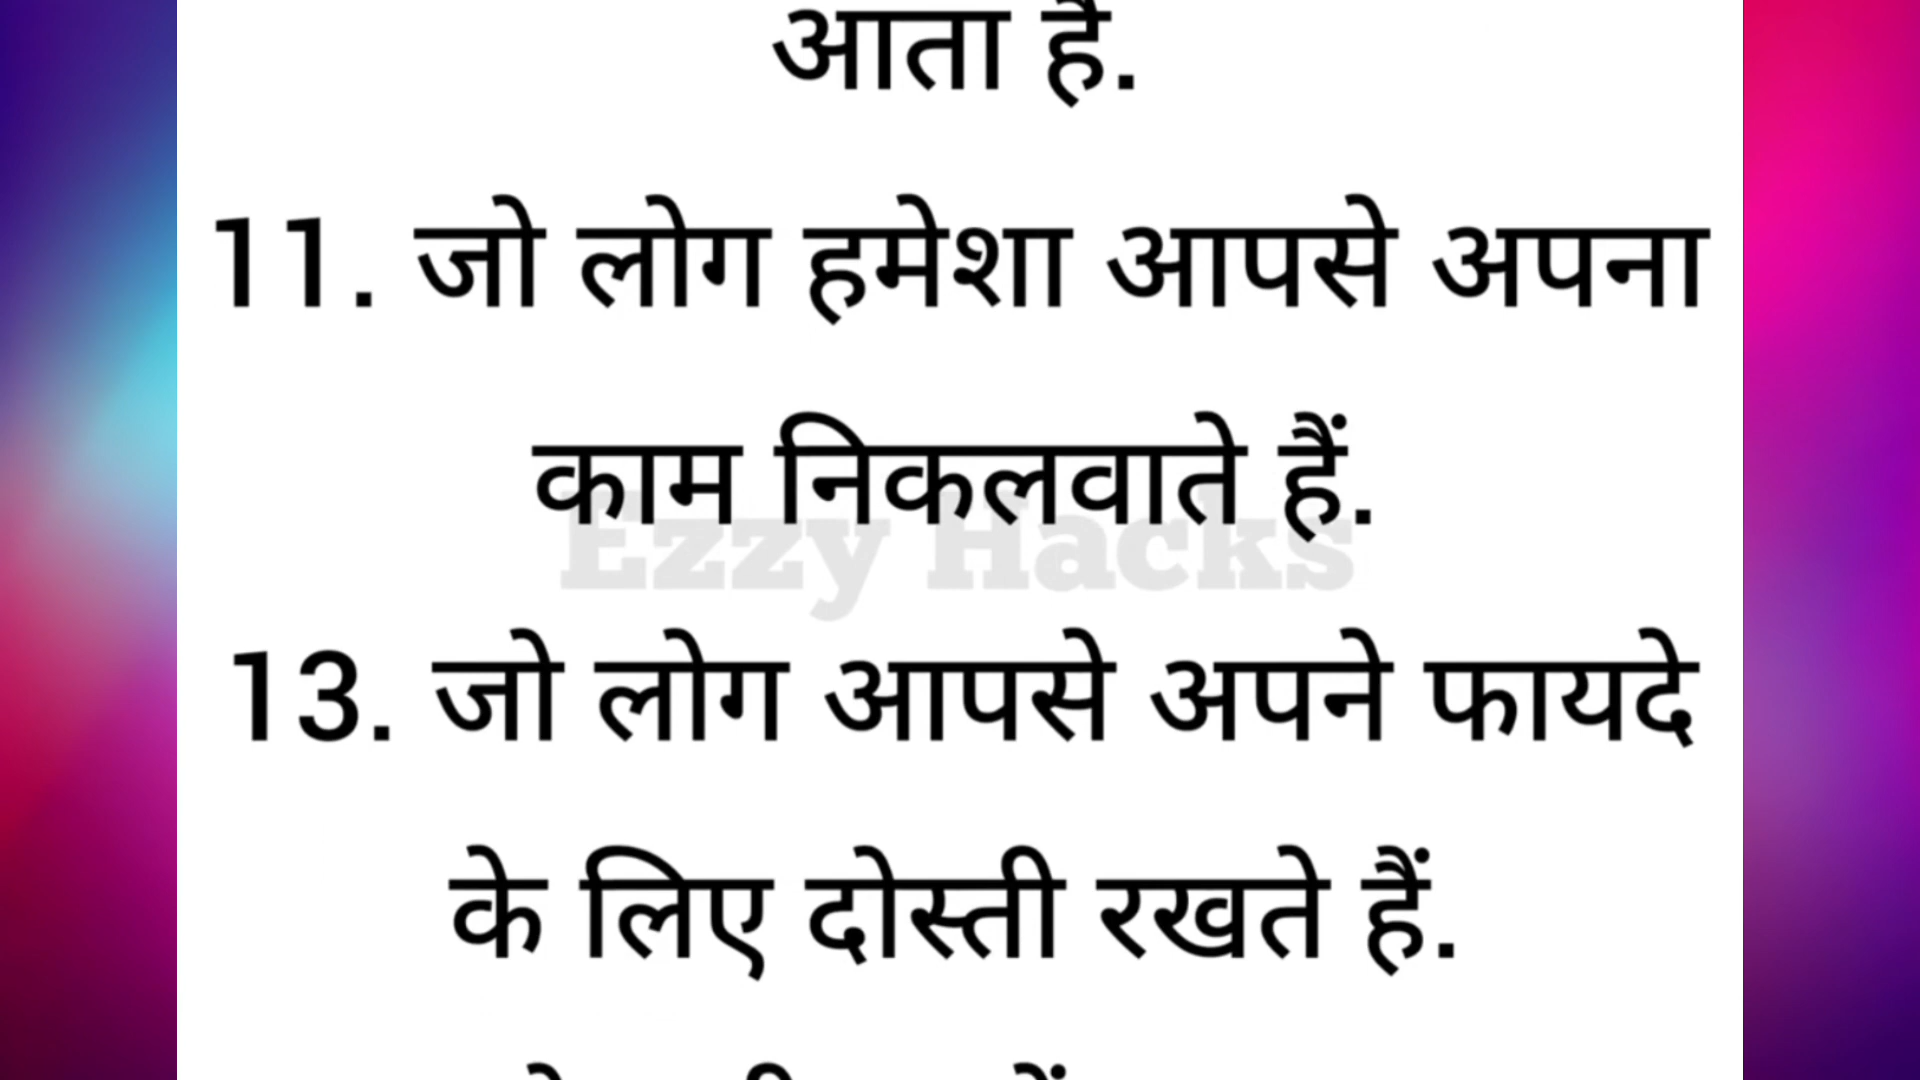 आता है.
11. जो लोग हमेशा आपसे अपना
काम निकलवाते हैं.
Ezzy Hacks
13. जो लोग आपसे अपने फायदे
के लिए दोस्ती रखते हैं.